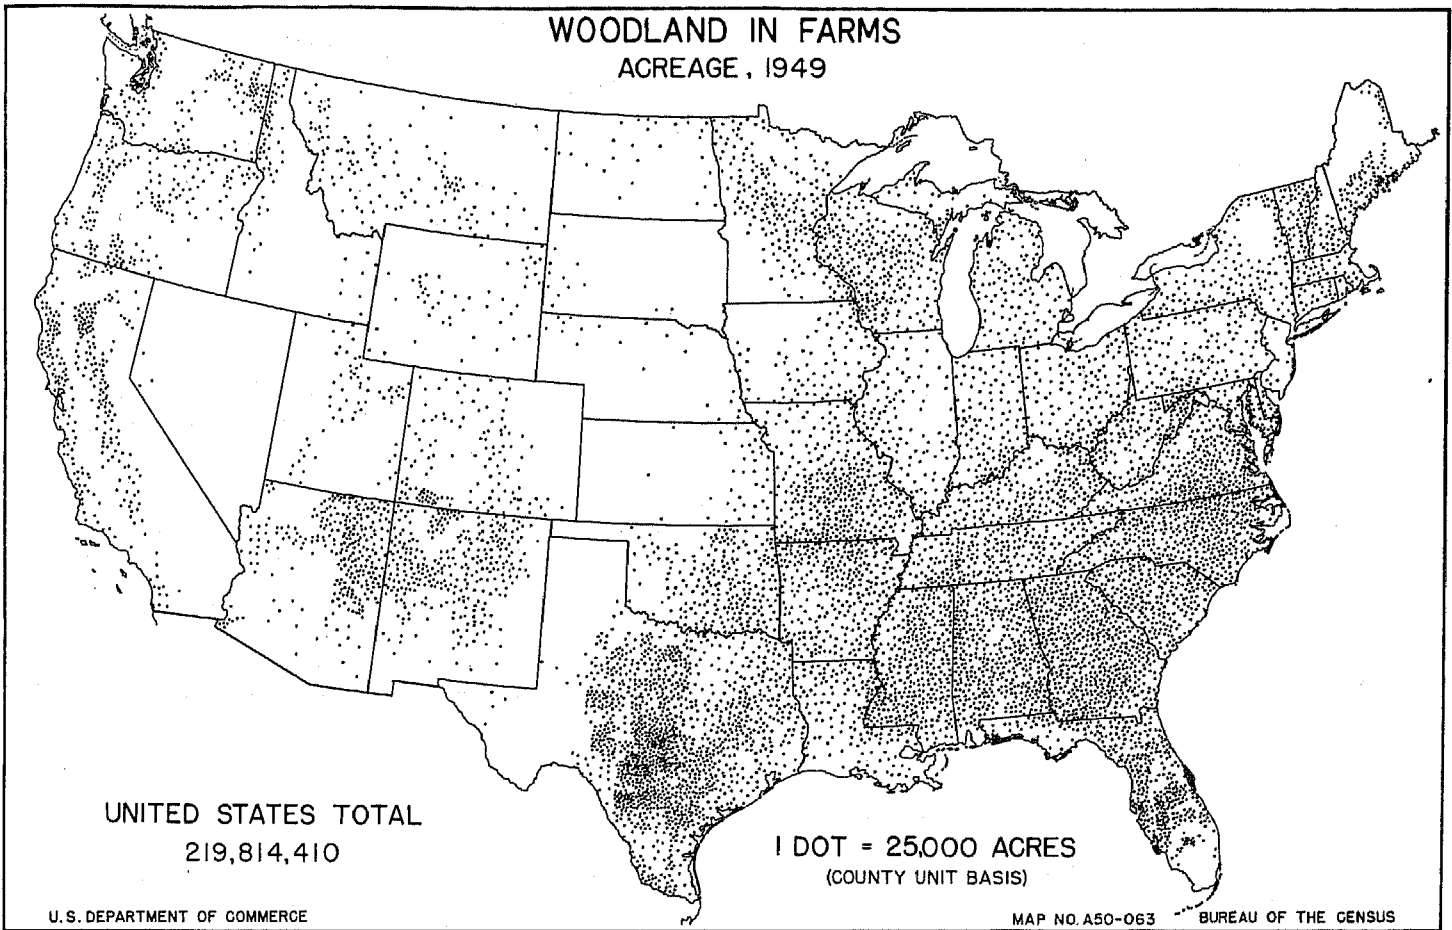 WOODLAND IN FARMS
ACREAGE, 1949
UNITED STATES TOTAL
219,814,410
1 DOT = 25,000 ACRES
(COUNTY UNIT BASIS)
U.S. DEPARTMENT OF COMMERCE
MAP NO. A50-063
BUREAU OF THE CENSUS